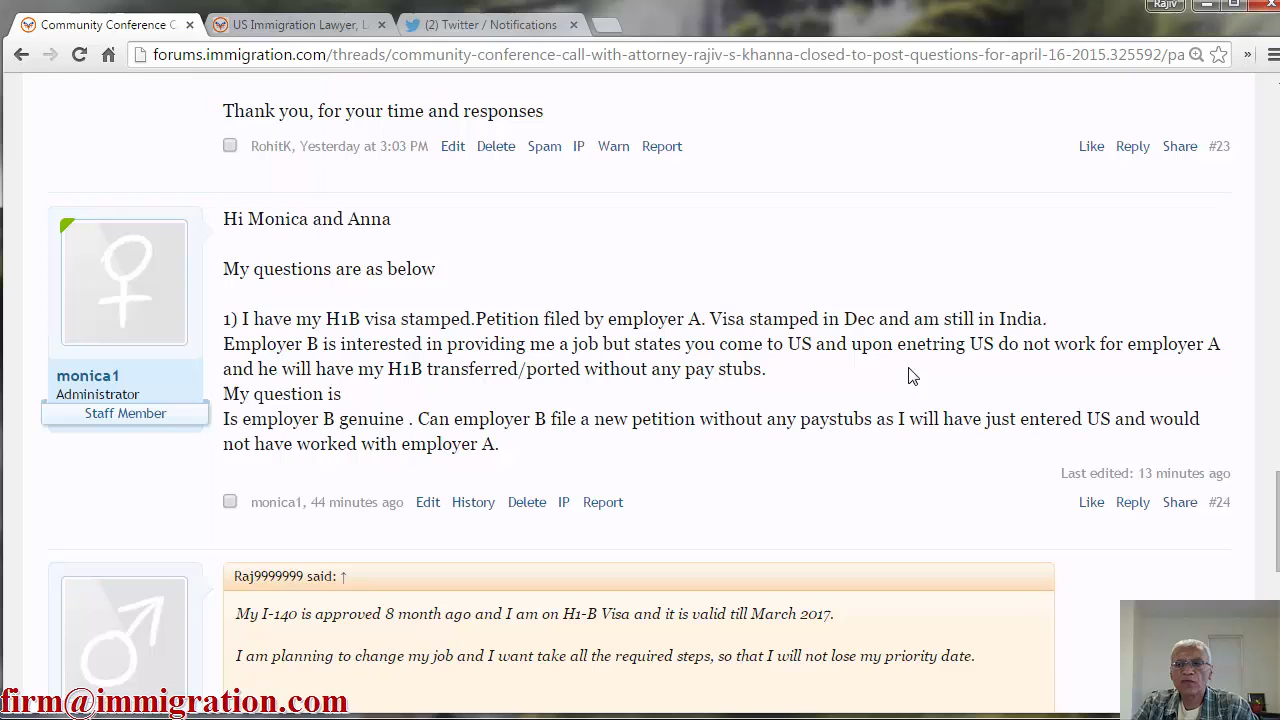 Rajiv
Community Conference C
US Immigration Lawyer, L
(2) Twitter / Notifications
forums.immigration.com/threads/community-conference-call-with-attorney-rajiv-s-khanna-closed-to-post-questions-for-april-16-2015.325592/pa
Thank you, for your time and responses
RohitK, Yesterday at 3:03 PM Edit Delete Spam IP Warn Report Like Reply Share #23
Hi Monica and Anna
My questions are as below
1) I have my H1B visa stamped.Petition filed by employer A. Visa stamped in Dec and am still in India.
Employer B is interested in providing me a job but states you come to US and upon enetring US do not work for employer A
and he will have my H1B transferred/ported without any pay stubs.
My question is
Is employer B genuine . Can employer B file a new petition without any paystubs as I will have just entered US and would
not have worked with employer A.
monica1
Administrator
Staff Member
Last edited: 13 minutes ago
monica1, 44 minutes ago Edit History Delete IP Report Like Reply Share #24
Raj9999999 said: ↑
My I-140 is approved 8 month ago and I am on H1-B Visa and it is valid till March 2017.
I am planning to change my job and I want take all the required steps, so that I will not lose my priority date.
firm@immigration.com